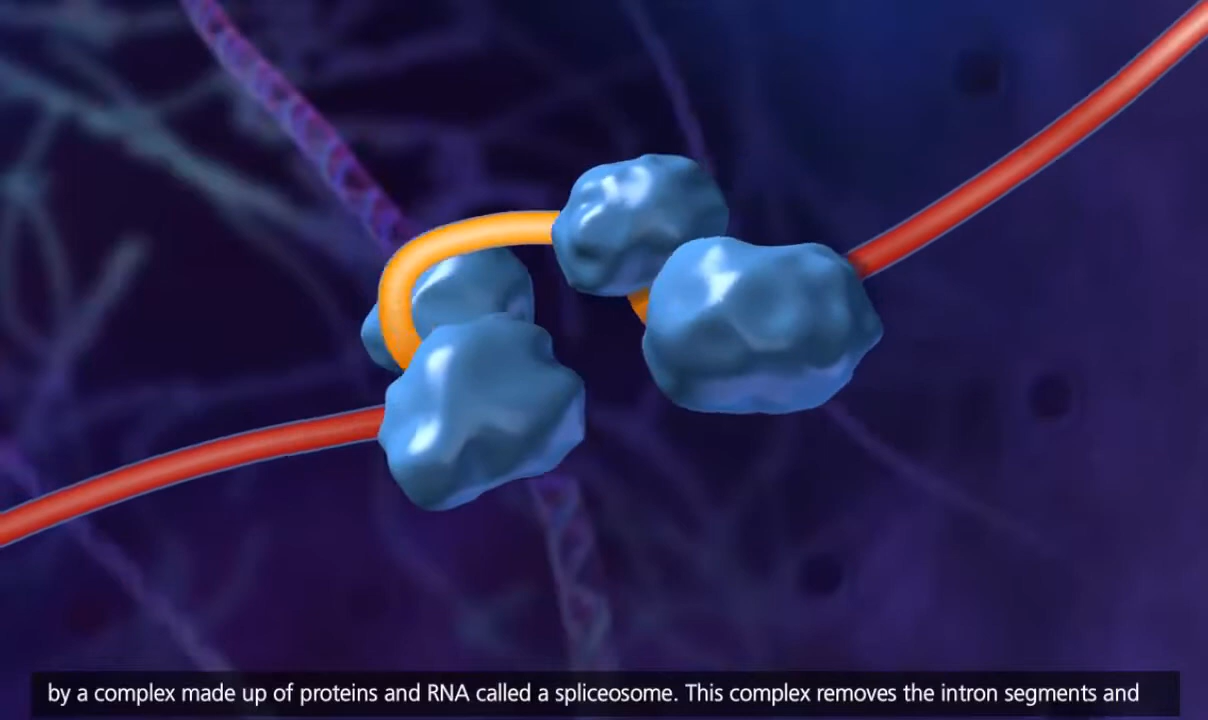 by a complex made up of proteins and RNA called a spliceosome. This complex removes the intron segments and